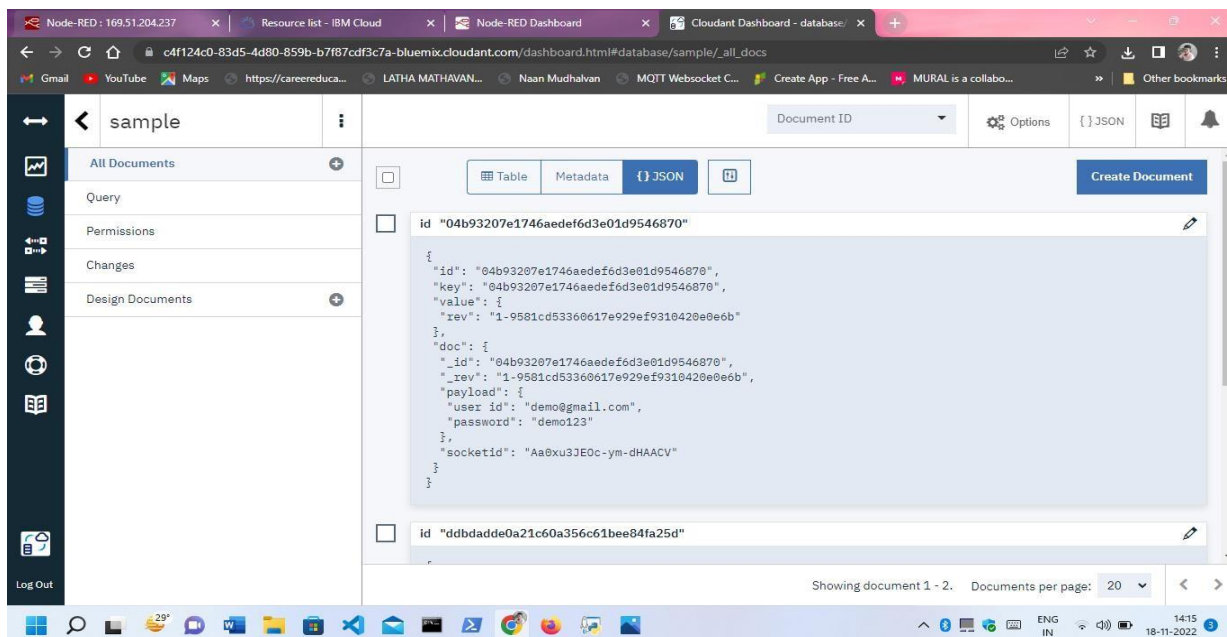 Node-RED : 169.51.204.237
Resource list - IBM Cloud
Node-RED Dashboard
Cloudant Dashboard - database/
c4f124c0-83d5-4d80-859b-b7f87cdf3c7a-bluemix.cloudant.com/dashboard.html#database/sample/_all_docs
Gmail YouTube Maps https://careereduca... LATHA MATHAVAN... Naan Mudhalvan MQTT Websocket C... Create App - Free A... MURAL is a collabo... » Other bookmarks
sample
Document ID
Options
{ } JSON
All Documents
Query
Permissions
Changes
Design Documents
Log Out
Table Metadata {} JSON
Create Document
id "04b93207e1746aedef6d3e01d9546870"
{
"id": "04b93207e1746aedef6d3e01d9546870",
"key": "04b93207e1746aedef6d3e01d9546870",
"value": {
"rev": "1-9581cd53360617e929ef9310420e0e6b"
},
"doc": {
"_id": "04b93207e1746aedef6d3e01d9546870",
"_rev": "1-9581cd53360617e929ef9310420e0e6b",
"payload": {
"user id": "demo@gmail.com",
"password": "demo123"
},
"socketid": "Aa0xu3JEOc-ym-dHAACV"
}
}
id "ddbdadde0a21c60a356c61bee84fa25d"
Showing document 1 - 2. Documents per page: 20
29°
ENG
IN
14:15
18-11-2022
3